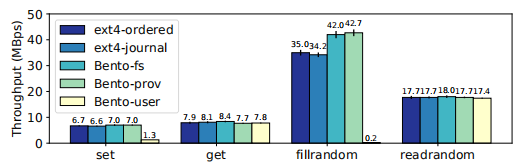 Throughput (MBps)
50
40
30
20
10
0
ext4-ordered
ext4-journal
Bento-fs
Bento-prov
Bento-user
6.7 6.6 7.0 7.0 1.3
7.9 8.1 8.4 7.7 7.8
35.0 34.2 42.0 42.7 0.2
17.7 17.7 18.0 17.7 17.4
set get fillrandom readrandom